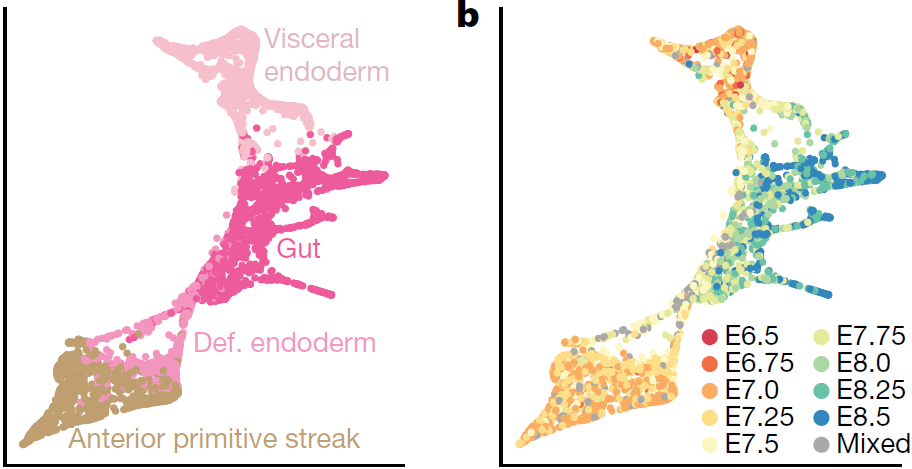 Visceral
endoderm
Gut
Def. endoderm
Anterior primitive streak
b
E6.5
E6.75
E7.0
E7.25
E7.5
E7.75
E8.0
E8.25
E8.5
Mixed